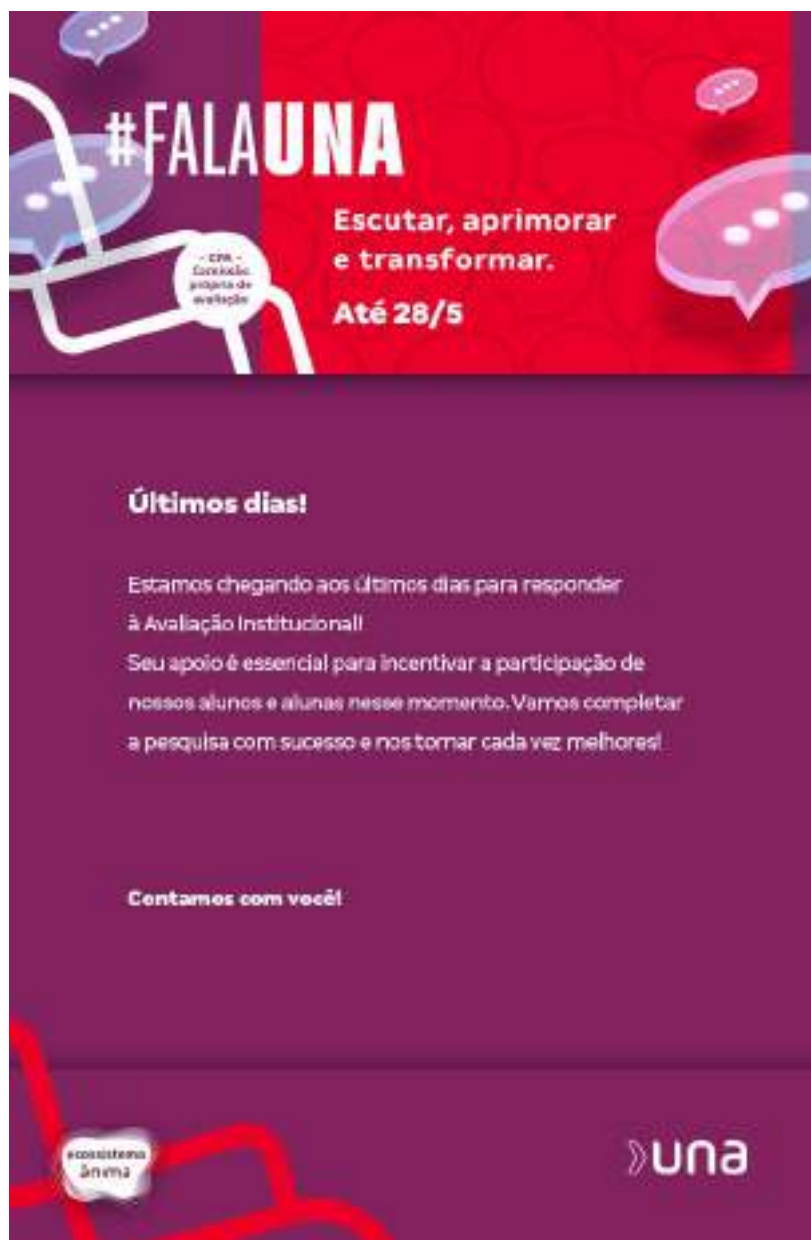 #FALAUNA
Escutar, aprimorar
e transformar.
Até 28/5
- CPA -
Comissão
própria de
avaliação
Últimos dias!
Estamos chegando aos últimos dias para responder
à Avaliação Institucional!
Seu apoio é essencial para incentivar a participação de
nossos alunos e alunas nesse momento. Vamos completar
a pesquisa com sucesso e nos tornar cada vez melhores!
Contamos com você!
ecossistema
ânima
una